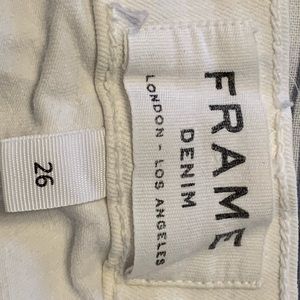 FRAME
DENIM
LONDON - LOS ANGELES
26